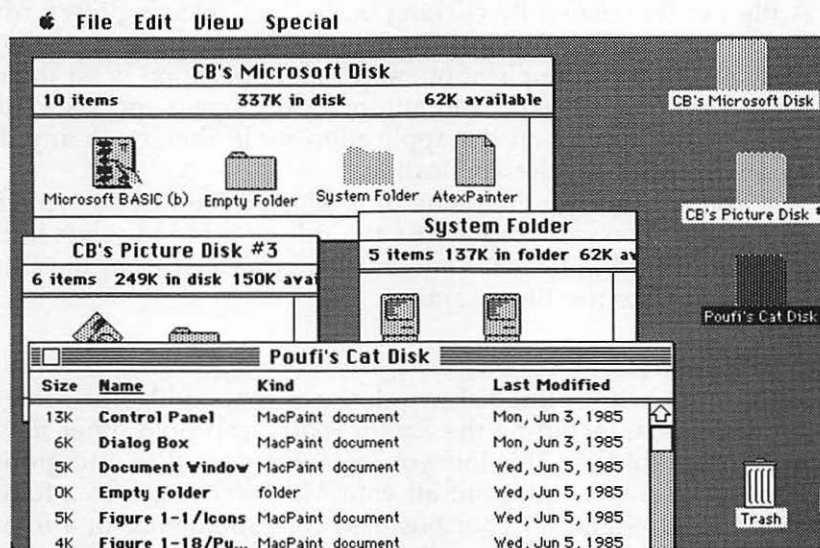 File Edit View Special
CB's Microsoft Disk
10 items 337K in disk 62K available
Microsoft BASIC (b) Empty Folder System Folder AtexPainter
CB's Microsoft Disk
CB's Picture Disk
System Folder
5 items 137K in folder 62K av
CB's Picture Disk #3
6 items 249K in disk 150K avai
Poufi's Cat Disk
Poufi's Cat Disk
Size Name Kind Last Modified
13K Control Panel MacPaint document Mon, Jun 3, 1985
6K Dialog Box MacPaint document Mon, Jun 3, 1985
5K Document Window MacPaint document Wed, Jun 5, 1985
0K Empty Folder folder Wed, Jun 5, 1985
5K Figure 1-1/Icons MacPaint document Wed, Jun 5, 1985
4K Figure 1-18/Pu... MacPaint document Wed, Jun 5, 1985
Trash